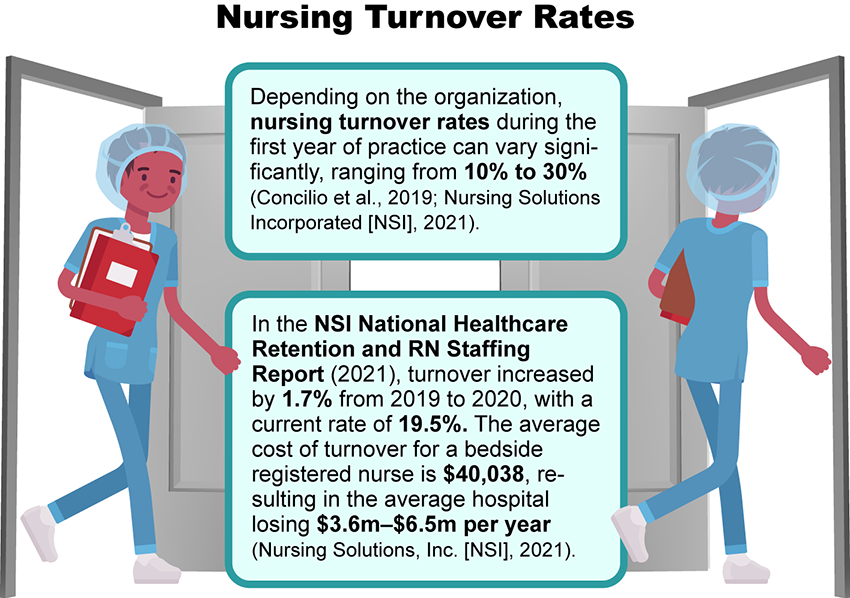 Nursing Turnover Rates
Depending on the organization,
nursing turnover rates during the
first year of practice can vary signi-
ficantly, ranging from 10% to 30%
(Concilio et al., 2019; Nursing Solutions
Incorporated [NSI], 2021).
In the NSI National Healthcare
Retention and RN Staffing
Report (2021), turnover increased
by 1.7% from 2019 to 2020, with a
current rate of 19.5%. The average
cost of turnover for a bedside
registered nurse is $40,038, re-
sulting in the average hospital
losing $3.6m–$6.5m per year
(Nursing Solutions, Inc. [NSI], 2021).